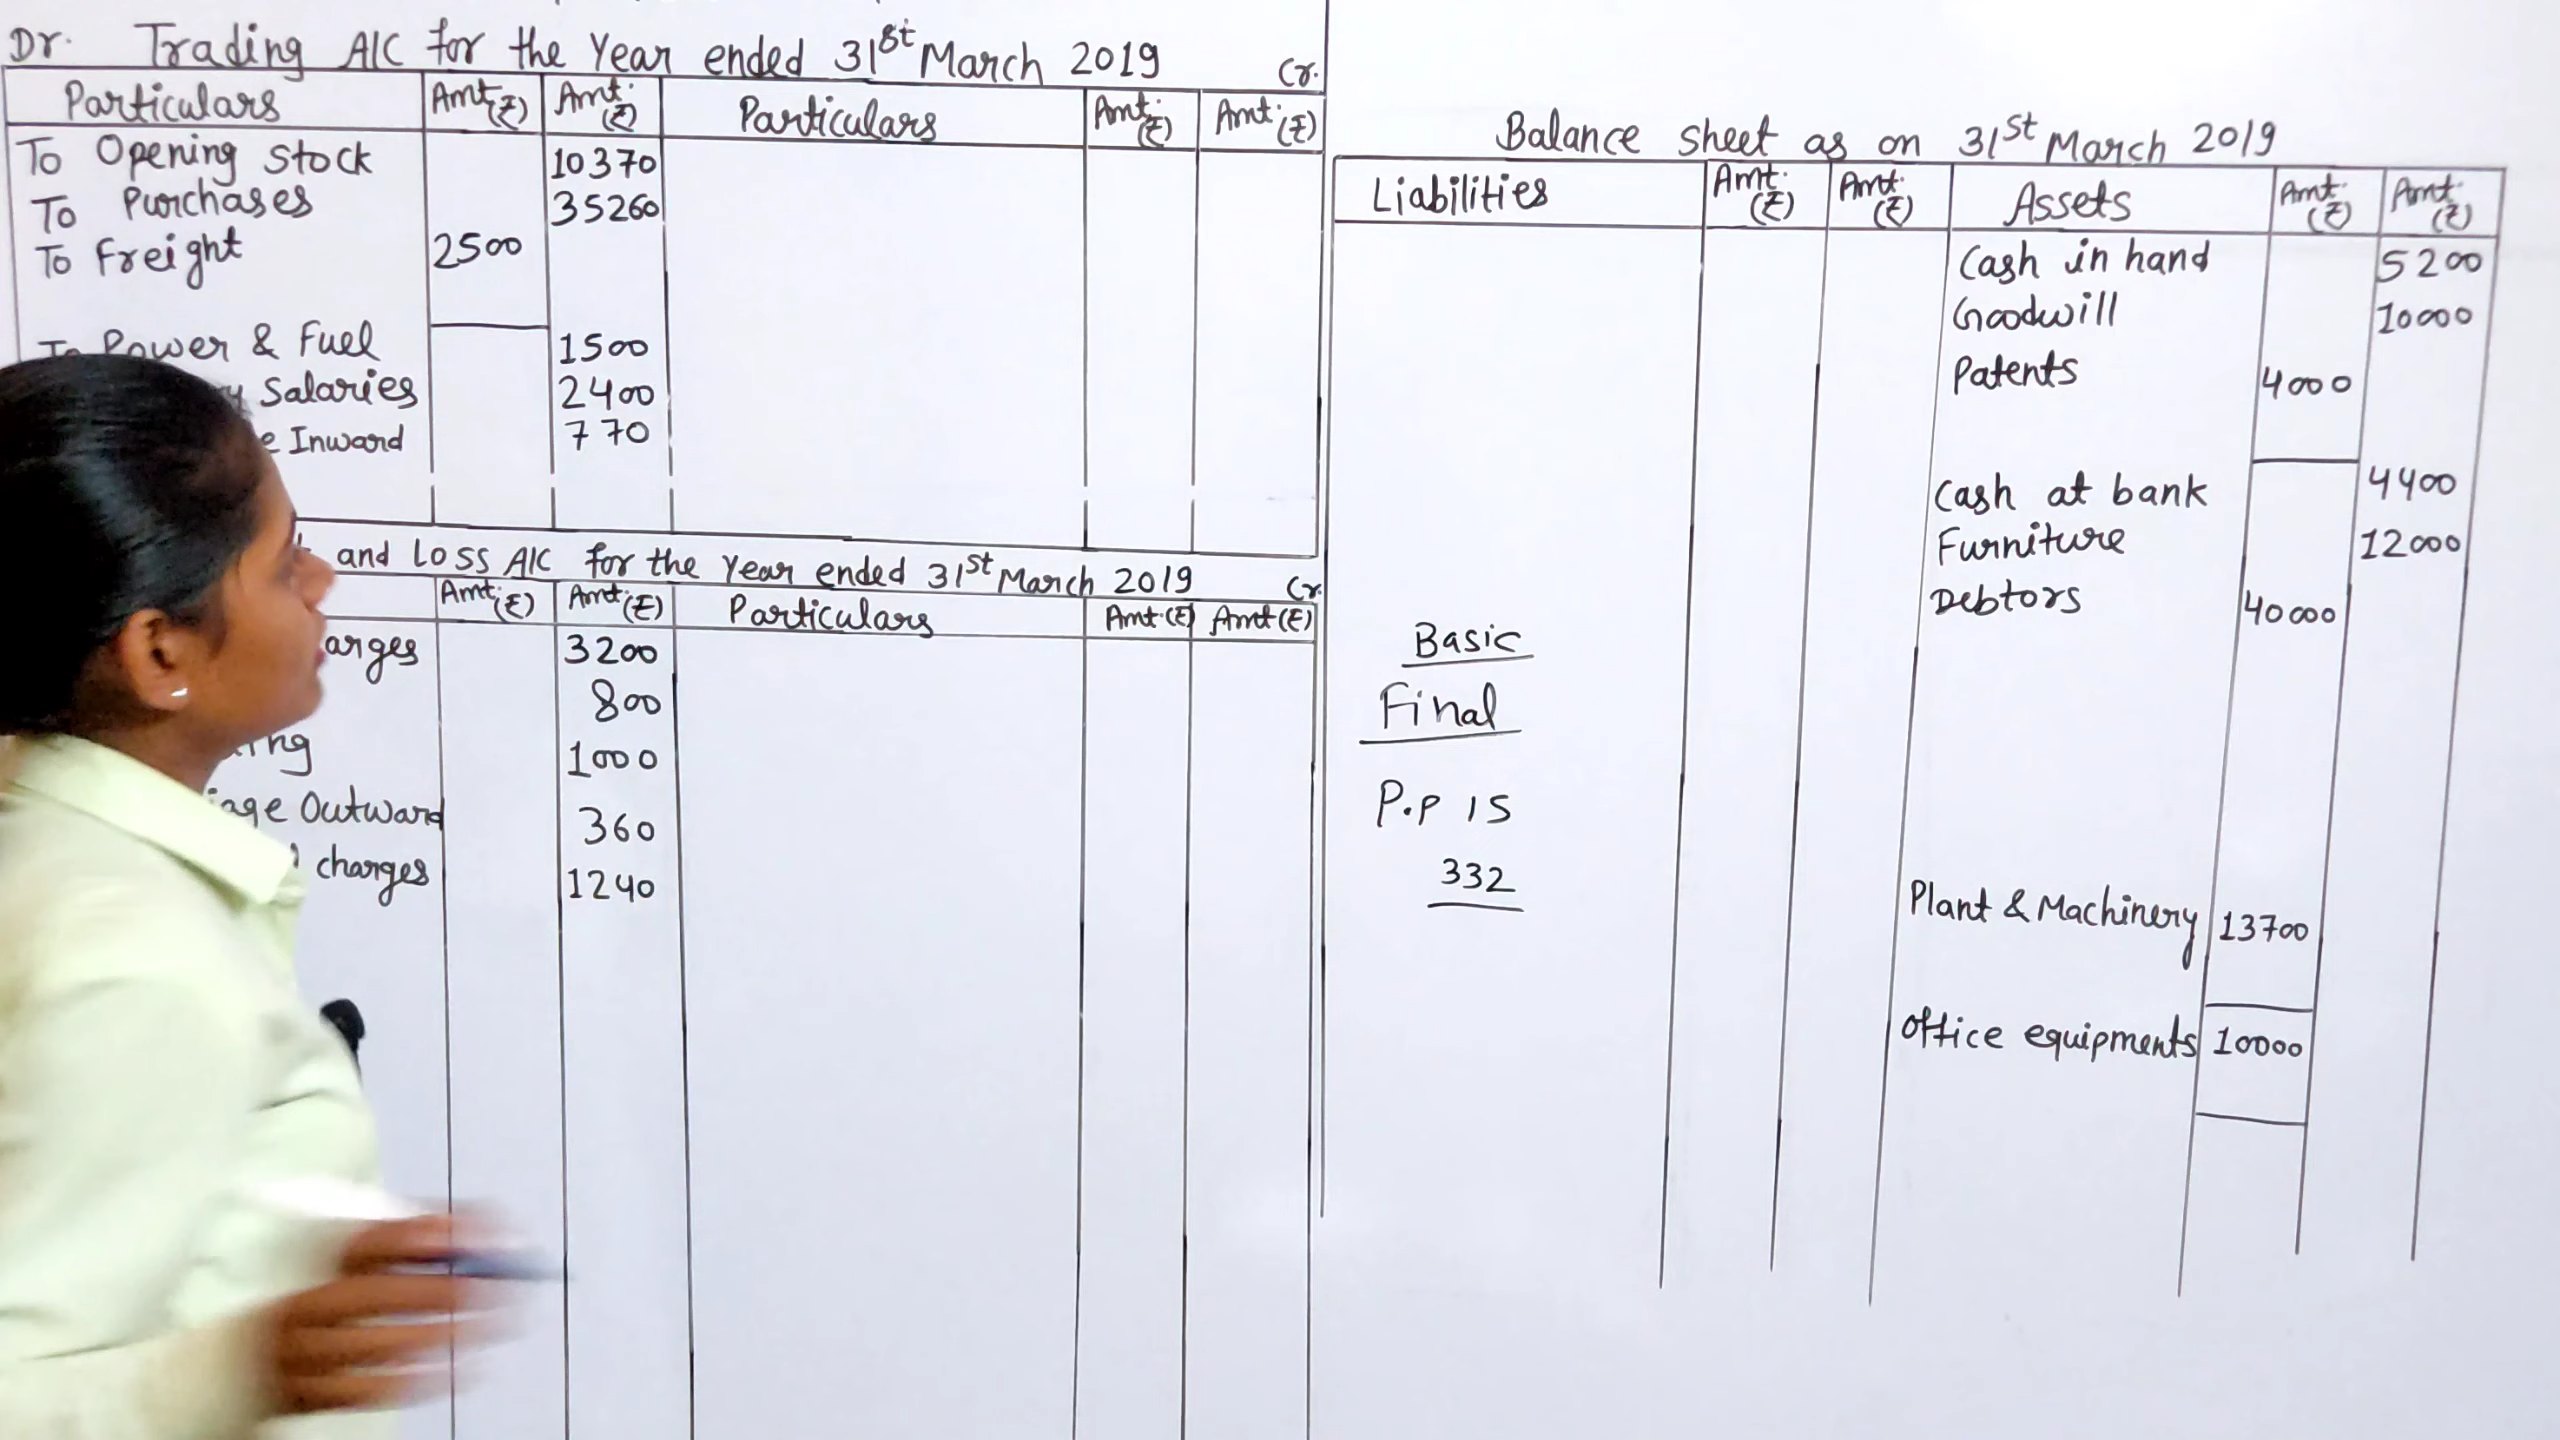 Dr. Trading A/C for the Year ended 31st March 2019 Cr.
Particulars Amt.(₹) Amt.(₹) Particulars Amt.(₹) Amt.(₹)
To Opening Stock 10370
To Purchases 35260
To Freight 2500
To Power & Fuel 1500
Salaries 2400
Inward 770
and Loss A/C for the Year ended 31st March 2019 Cr.
Amt.(₹) Amt.(₹) Particulars Amt.(₹) Amt(₹)
arges 3200
800
1000
Outward 360
charges 1240
Balance sheet as on 31st March 2019
Liabilities Amt.(₹) Amt.(₹) Assets Amt.(₹) Amt.(₹)
Cash in hand 5200
Goodwill 10000
Patents 4000
Cash at bank 4400
Furniture 12000
Debtors 40000
Plant & Machinery 13700
Office equipments 10000
Basic
Final
P.P 15
332